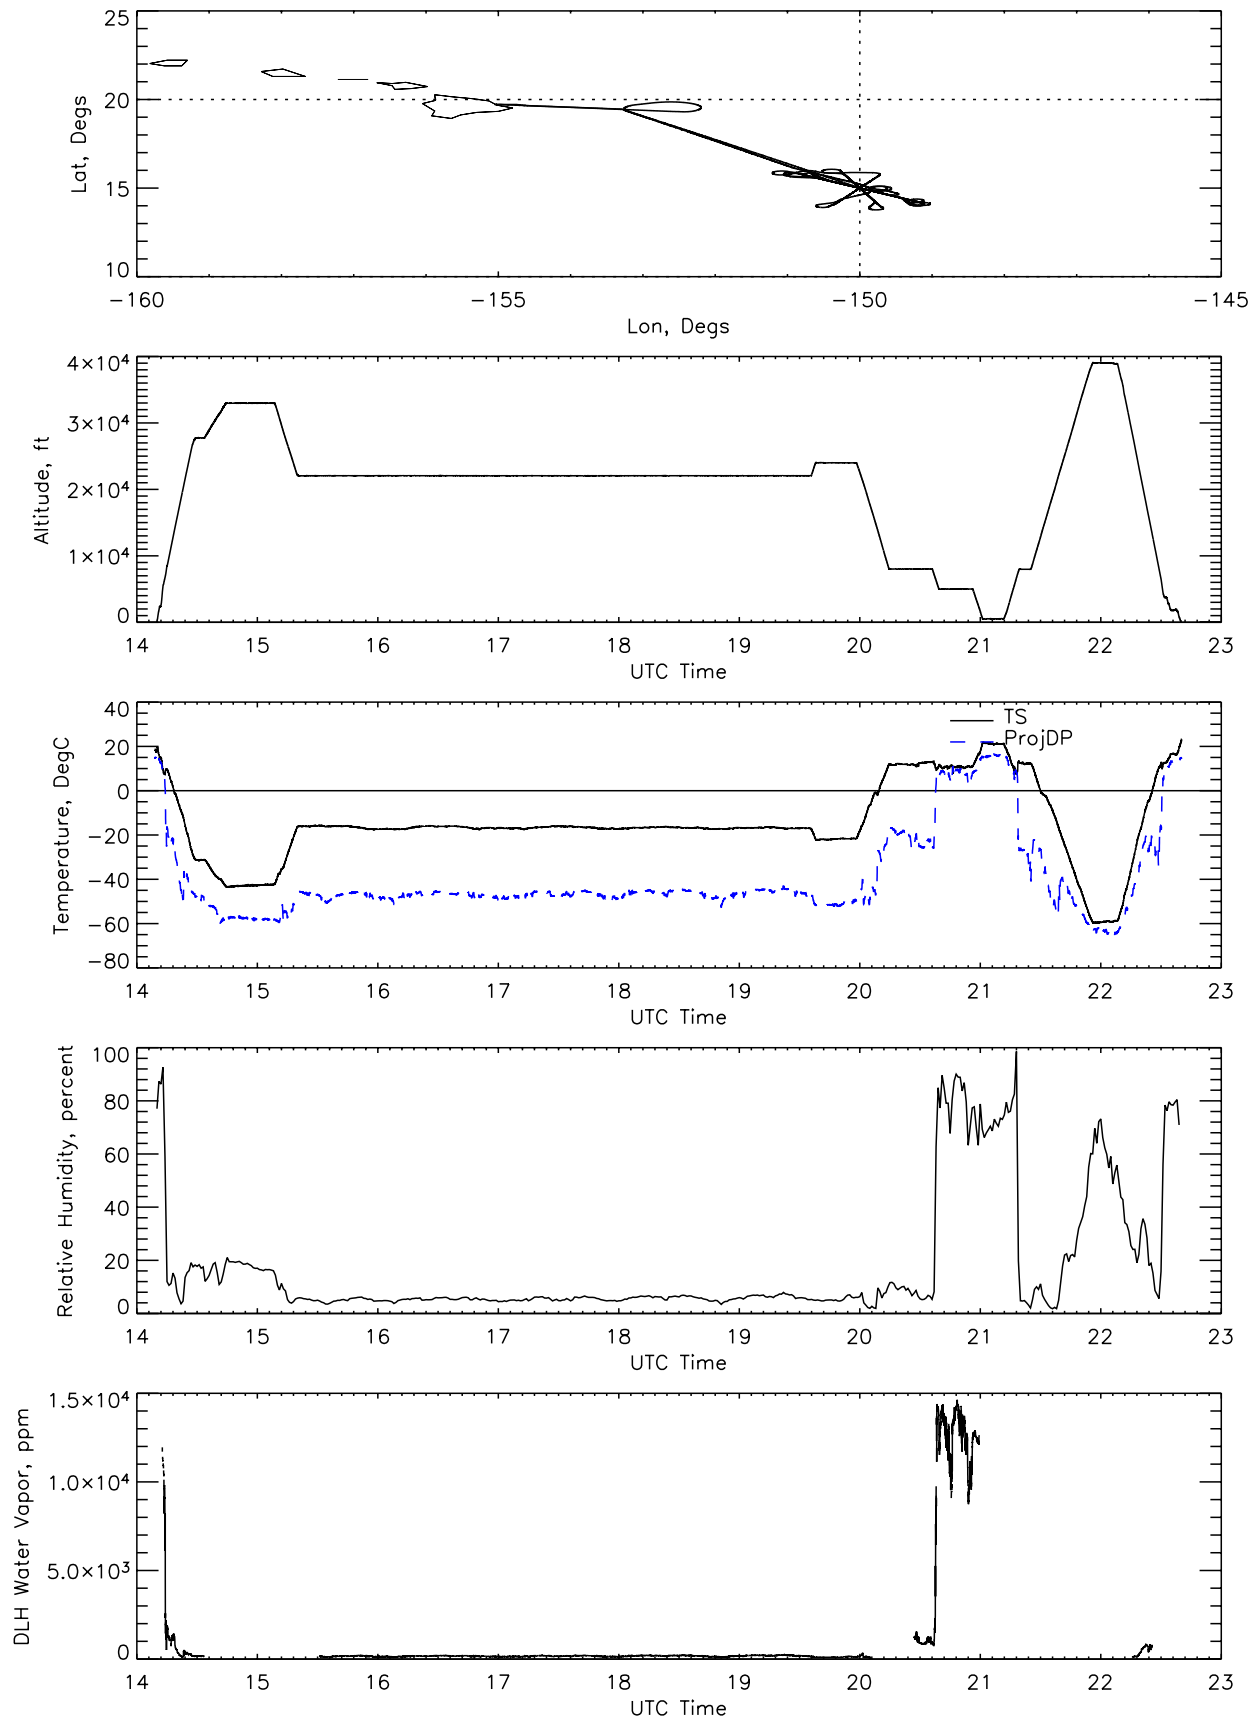 25
20
15
10
Lat, Degs
-160 -155 -150 -145
Lon, Degs
4×10⁴
3×10⁴
2×10⁴
1×10⁴
0
Altitude, ft
14 15 16 17 18 19 20 21 22 23
UTC Time
40
20
0
-20
-40
-60
-80
Temperature, DegC
TS
ProjDP
14 15 16 17 18 19 20 21 22 23
UTC Time
100
80
60
40
20
0
Relative Humidity, percent
14 15 16 17 18 19 20 21 22 23
UTC Time
1.5×10⁴
1.0×10⁴
5.0×10³
0
DLH Water Vapor, ppm
14 15 16 17 18 19 20 21 22 23
UTC Time